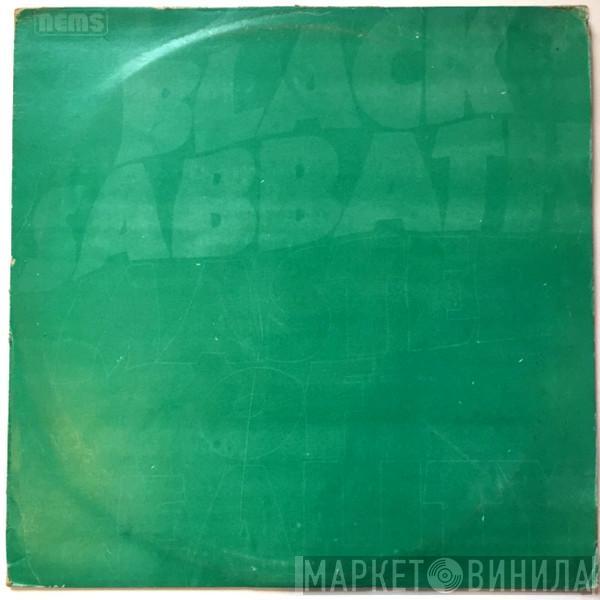 nems
BLACK
SABBATH
MASTER
OF
REALITY
МАРКЕТ ВИНИЛА